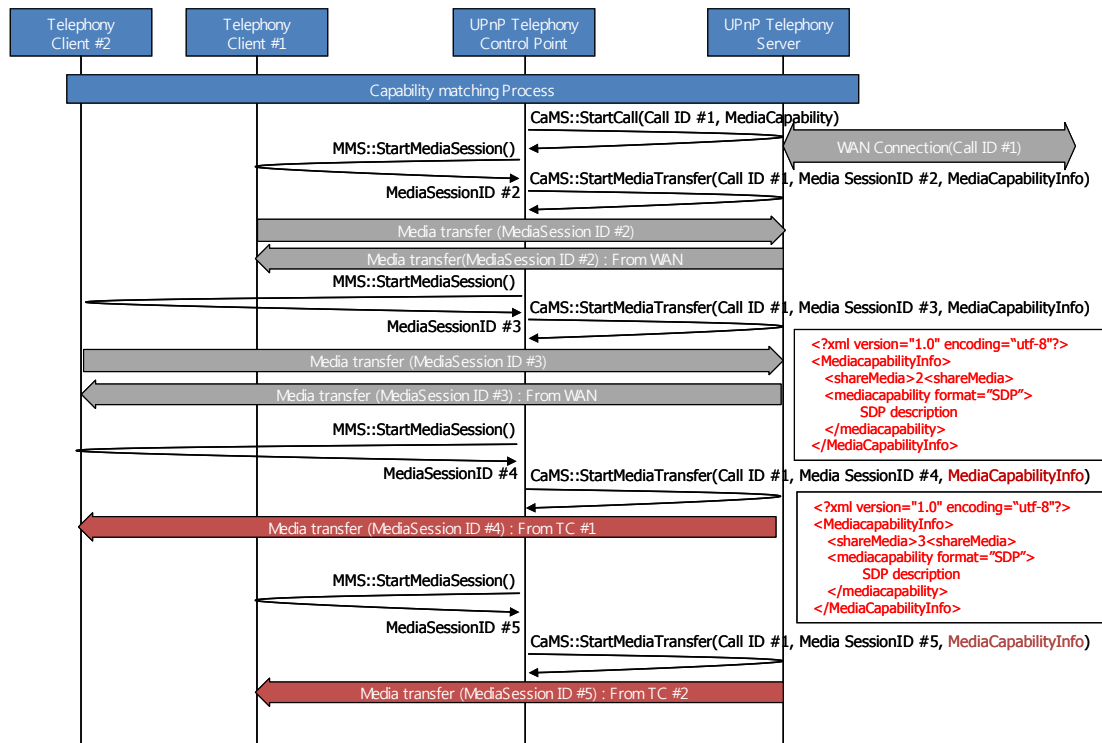 Telephony
Client #2
Telephony
Client #1
UPnP Telephony
Control Point
UPnP Telephony
Server
Capability matching Process
CaMS::StartCall(Call ID #1, MediaCapability)
WAN Connection(Call ID #1)
MMS::StartMediaSession()
MediaSessionID #2
CaMS::StartMediaTransfer(Call ID #1, Media SessionID #2, MediaCapabilityInfo)
Media transfer (MediaSession ID #2)
Media transfer(MediaSession ID #2) : From WAN
MMS::StartMediaSession()
MediaSessionID #3
CaMS::StartMediaTransfer(Call ID #1, Media SessionID #3, MediaCapabilityInfo)
Media transfer (MediaSession ID #3)
Media transfer (MediaSession ID #3) : From WAN
<?xml version="1.0" encoding=“utf-8"?>
<MediacapabilityInfo>
<shareMedia>2<shareMedia>
<mediacapability format=”SDP”>
SDP description
</mediacapability>
</MediaCapabilityInfo>
MMS::StartMediaSession()
MediaSessionID #4
CaMS::StartMediaTransfer(Call ID #1, Media SessionID #4, MediaCapabilityInfo)
Media transfer (MediaSession ID #4) : From TC #1
<?xml version="1.0" encoding=“utf-8"?>
<MediacapabilityInfo>
<shareMedia>3<shareMedia>
<mediacapability format=”SDP”>
SDP description
</mediacapability>
</MediaCapabilityInfo>
MMS::StartMediaSession()
MediaSessionID #5
CaMS::StartMediaTransfer(Call ID #1, Media SessionID #5, MediaCapabilityInfo)
Media transfer (MediaSession ID #5) : From TC #2